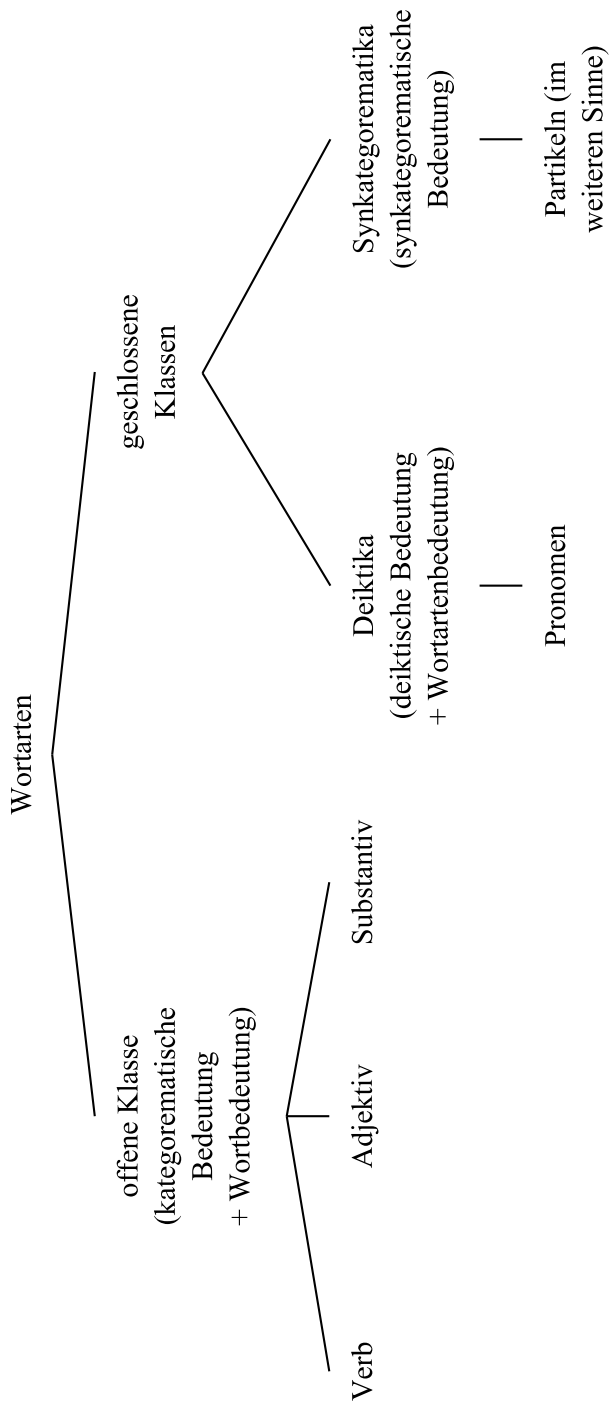 Wortarten
offene Klasse
(kategorematische
Bedeutung
+ Wortbedeutung)
geschlossene
Klassen
Verb
Adjektiv
Substantiv
Deiktika
(deiktische Bedeutung
+ Wortartenbedeutung)
Synkategorematika
(synkategorematische
Bedeutung)
Pronomen
Partikeln (im
weiteren Sinne)